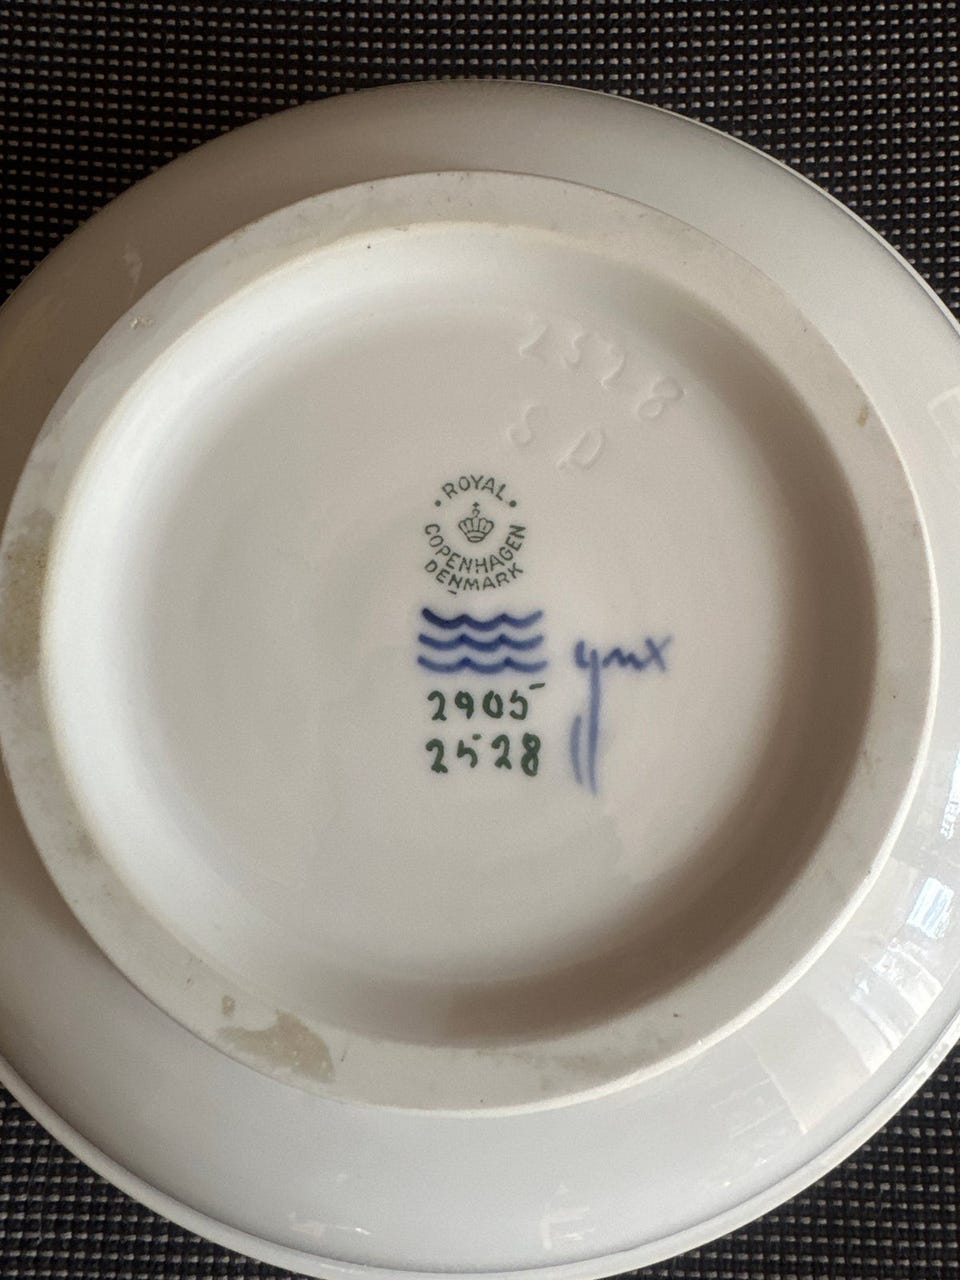 2528
SP
ROYAL
COPENHAGEN
DENMARK
2905
2528